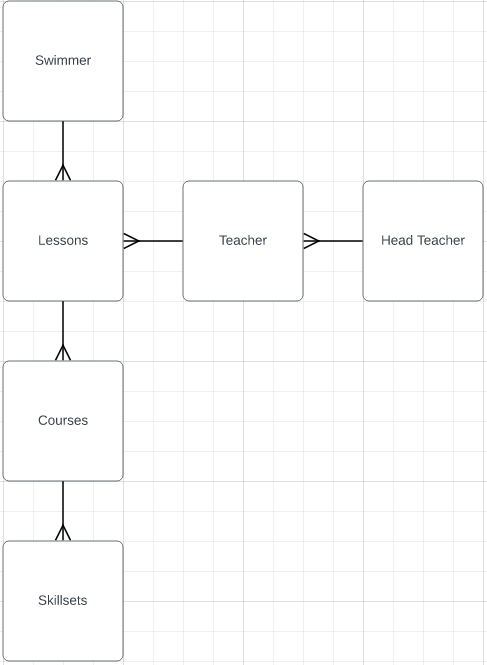 Swimmer
Lessons
Teacher
Head Teacher
Courses
Skillsets